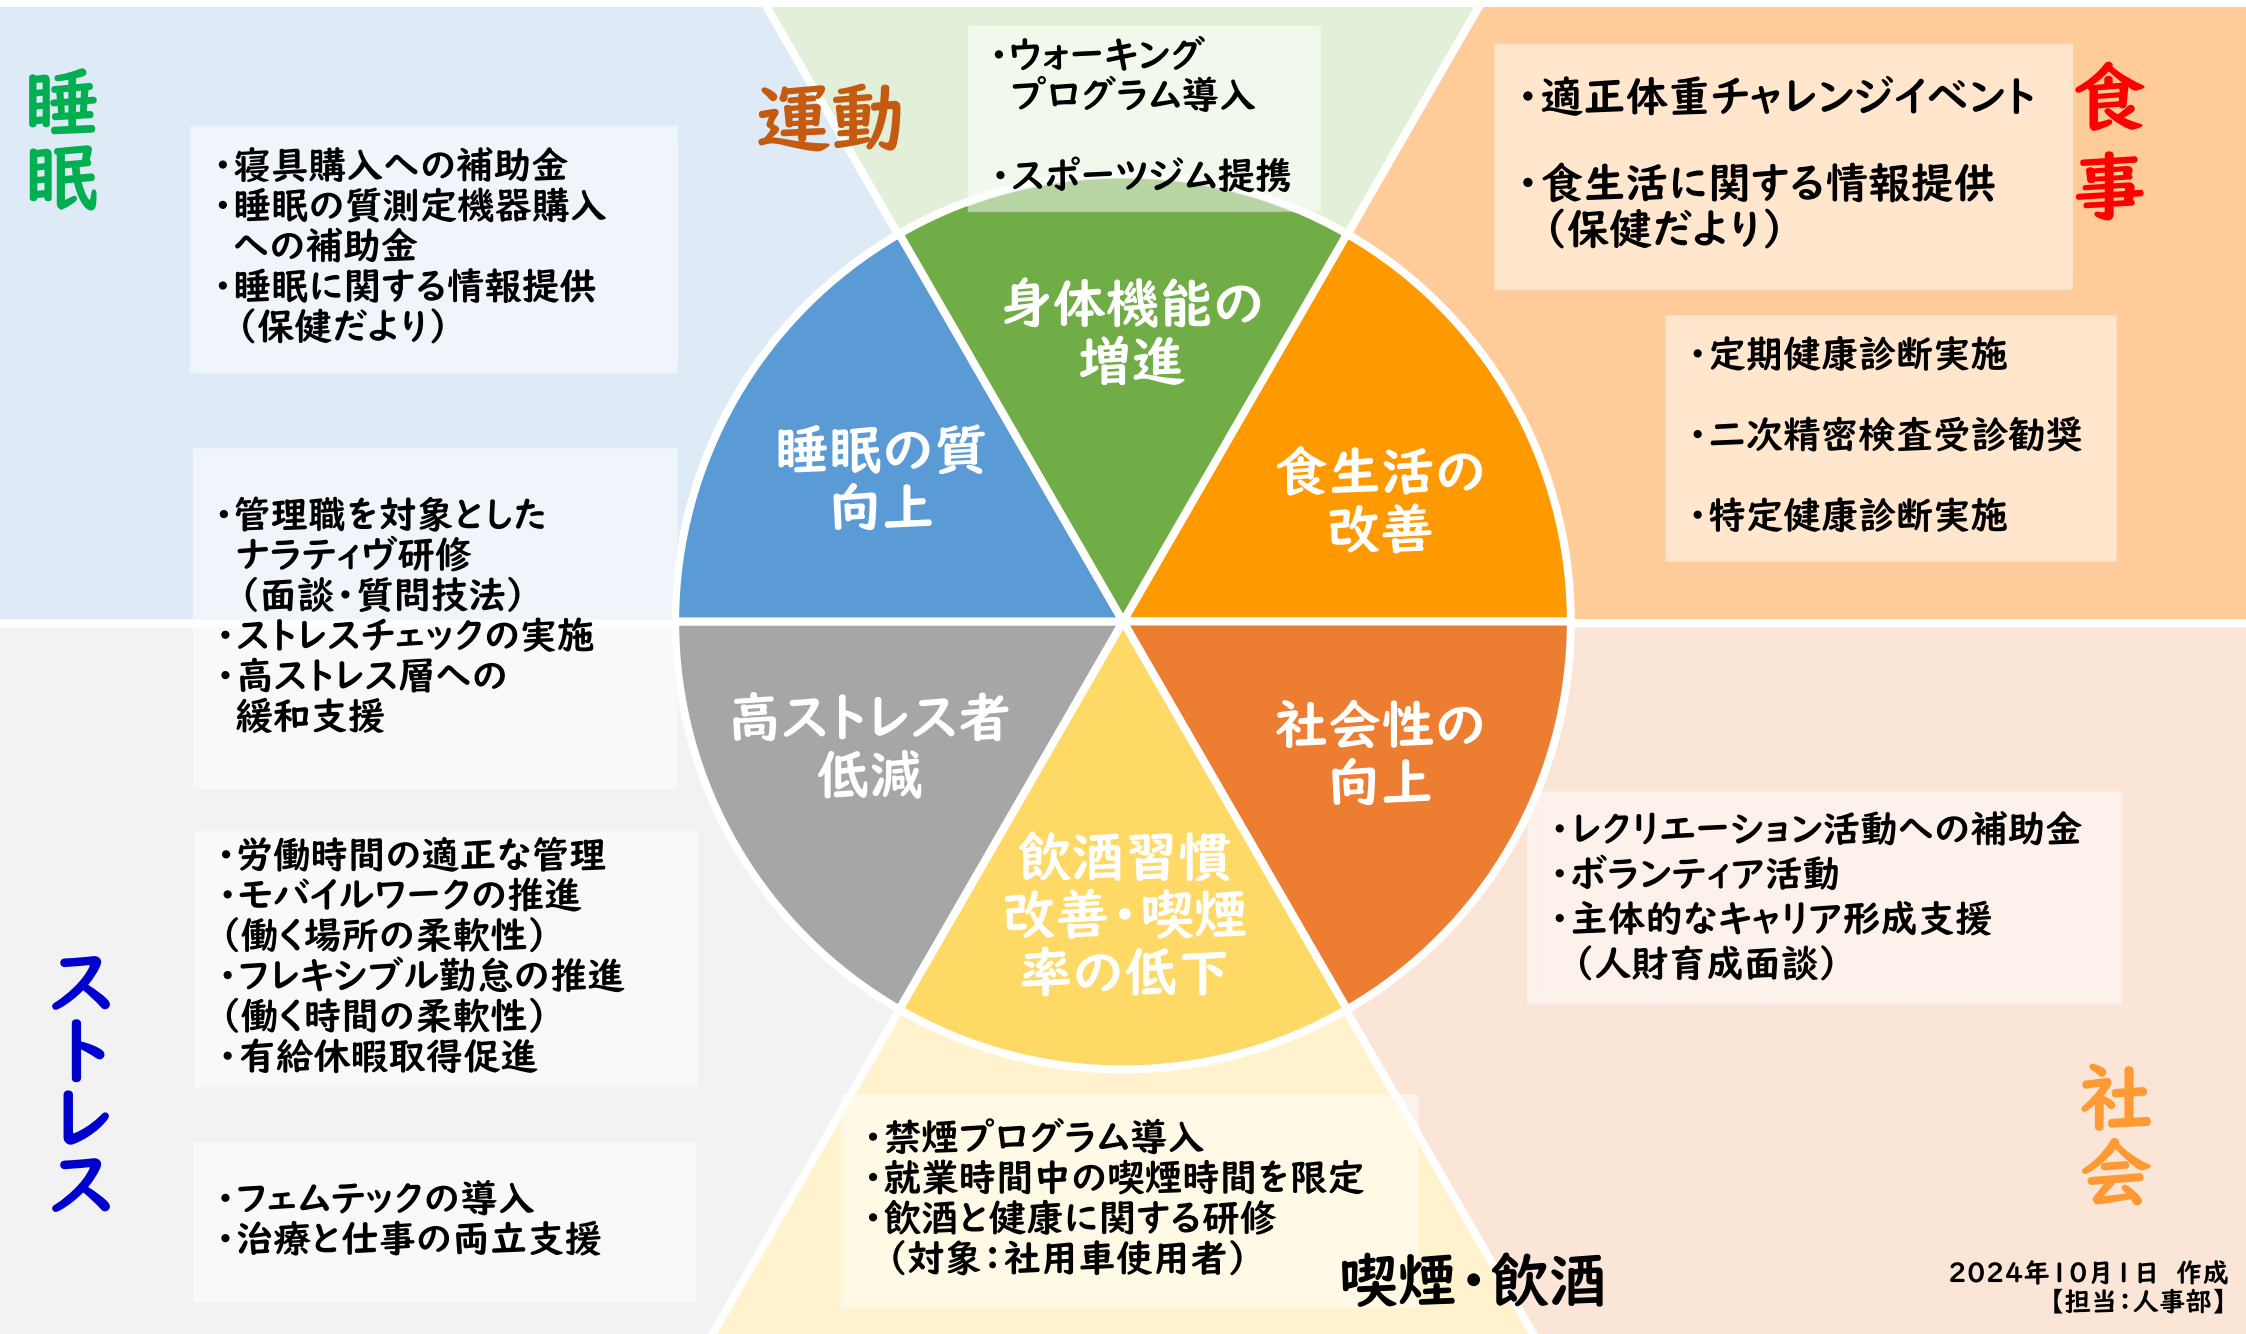 睡眠
・寝具購入への補助金
・睡眠の質測定機器購入
への補助金
・睡眠に関する情報提供
（保健だより）
運動
・ウォーキング
プログラム導入
・スポーツジム提携
食事
・適正体重チャレンジイベント
・食生活に関する情報提供
（保健だより）
・定期健康診断実施
・二次精密検査受診勧奨
・特定健康診断実施
身体機能の
増進
睡眠の質
向上
食生活の
改善
高ストレス者
低減
飲酒習慣
改善・喫煙
率の低下
社会性の
向上
・管理職を対象とした
ナラティヴ研修
（面談・質問技法）
・ストレスチェックの実施
・高ストレス層への
緩和支援
ストレス
・労働時間の適正な管理
・モバイルワークの推進
（働く場所の柔軟性）
・フレキシブル勤怠の推進
（働く時間の柔軟性）
・有給休暇取得促進
・フェムテックの導入
・治療と仕事の両立支援
・禁煙プログラム導入
・就業時間中の喫煙時間を限定
・飲酒と健康に関する研修
（対象：社用車使用者）
喫煙・飲酒
・レクリエーション活動への補助金
・ボランティア活動
・主体的なキャリア形成支援
（人財育成面談）
社会
2024年10月1日 作成
【担当：人事部】